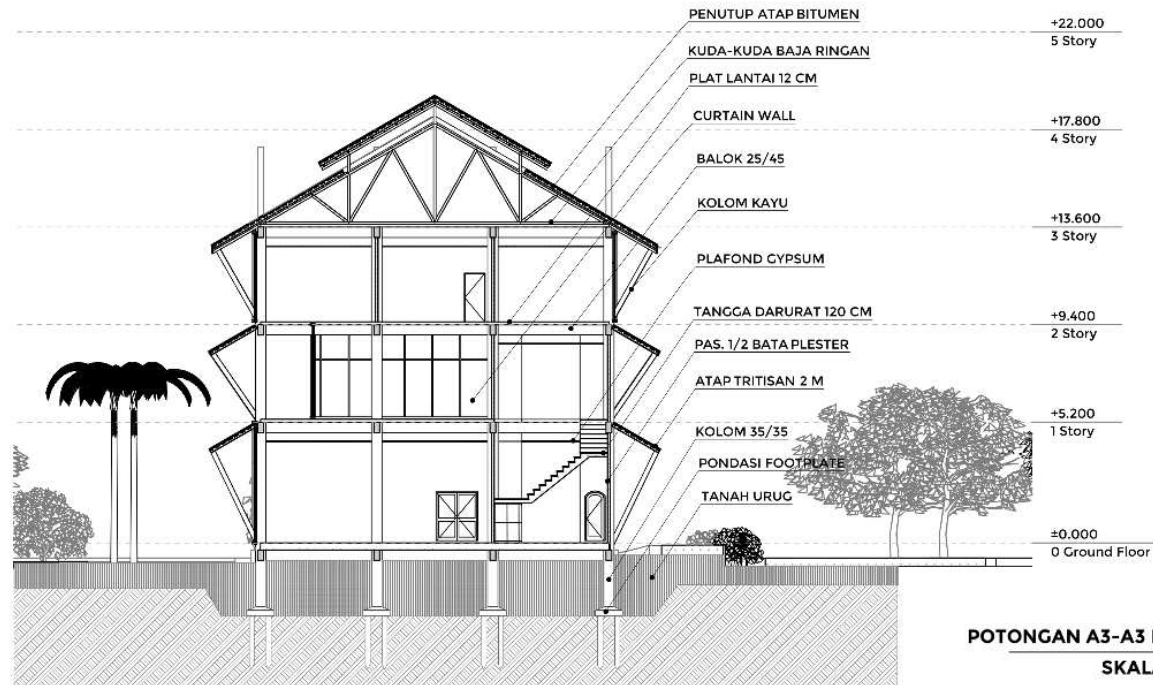 PENUTUP ATAP BITUMEN
KUDA-KUDA BAJA RINGAN
PLAT LANTAI 12 CM
CURTAIN WALL
BALOK 25/45
KOLOM KAYU
PLAFOND GYPSUM
TANGGA DARURAT 120 CM
PAS. 1/2 BATA PLESTER
ATAP TRITISAN 2 M
KOLOM 35/35
PONDASI FOOTPLATE
TANAH URUG
+22.000
5 Story
+17.800
4 Story
+13.600
3 Story
+9.400
2 Story
+5.200
1 Story
±0.000
0 Ground Floor
POTONGAN A3-A3